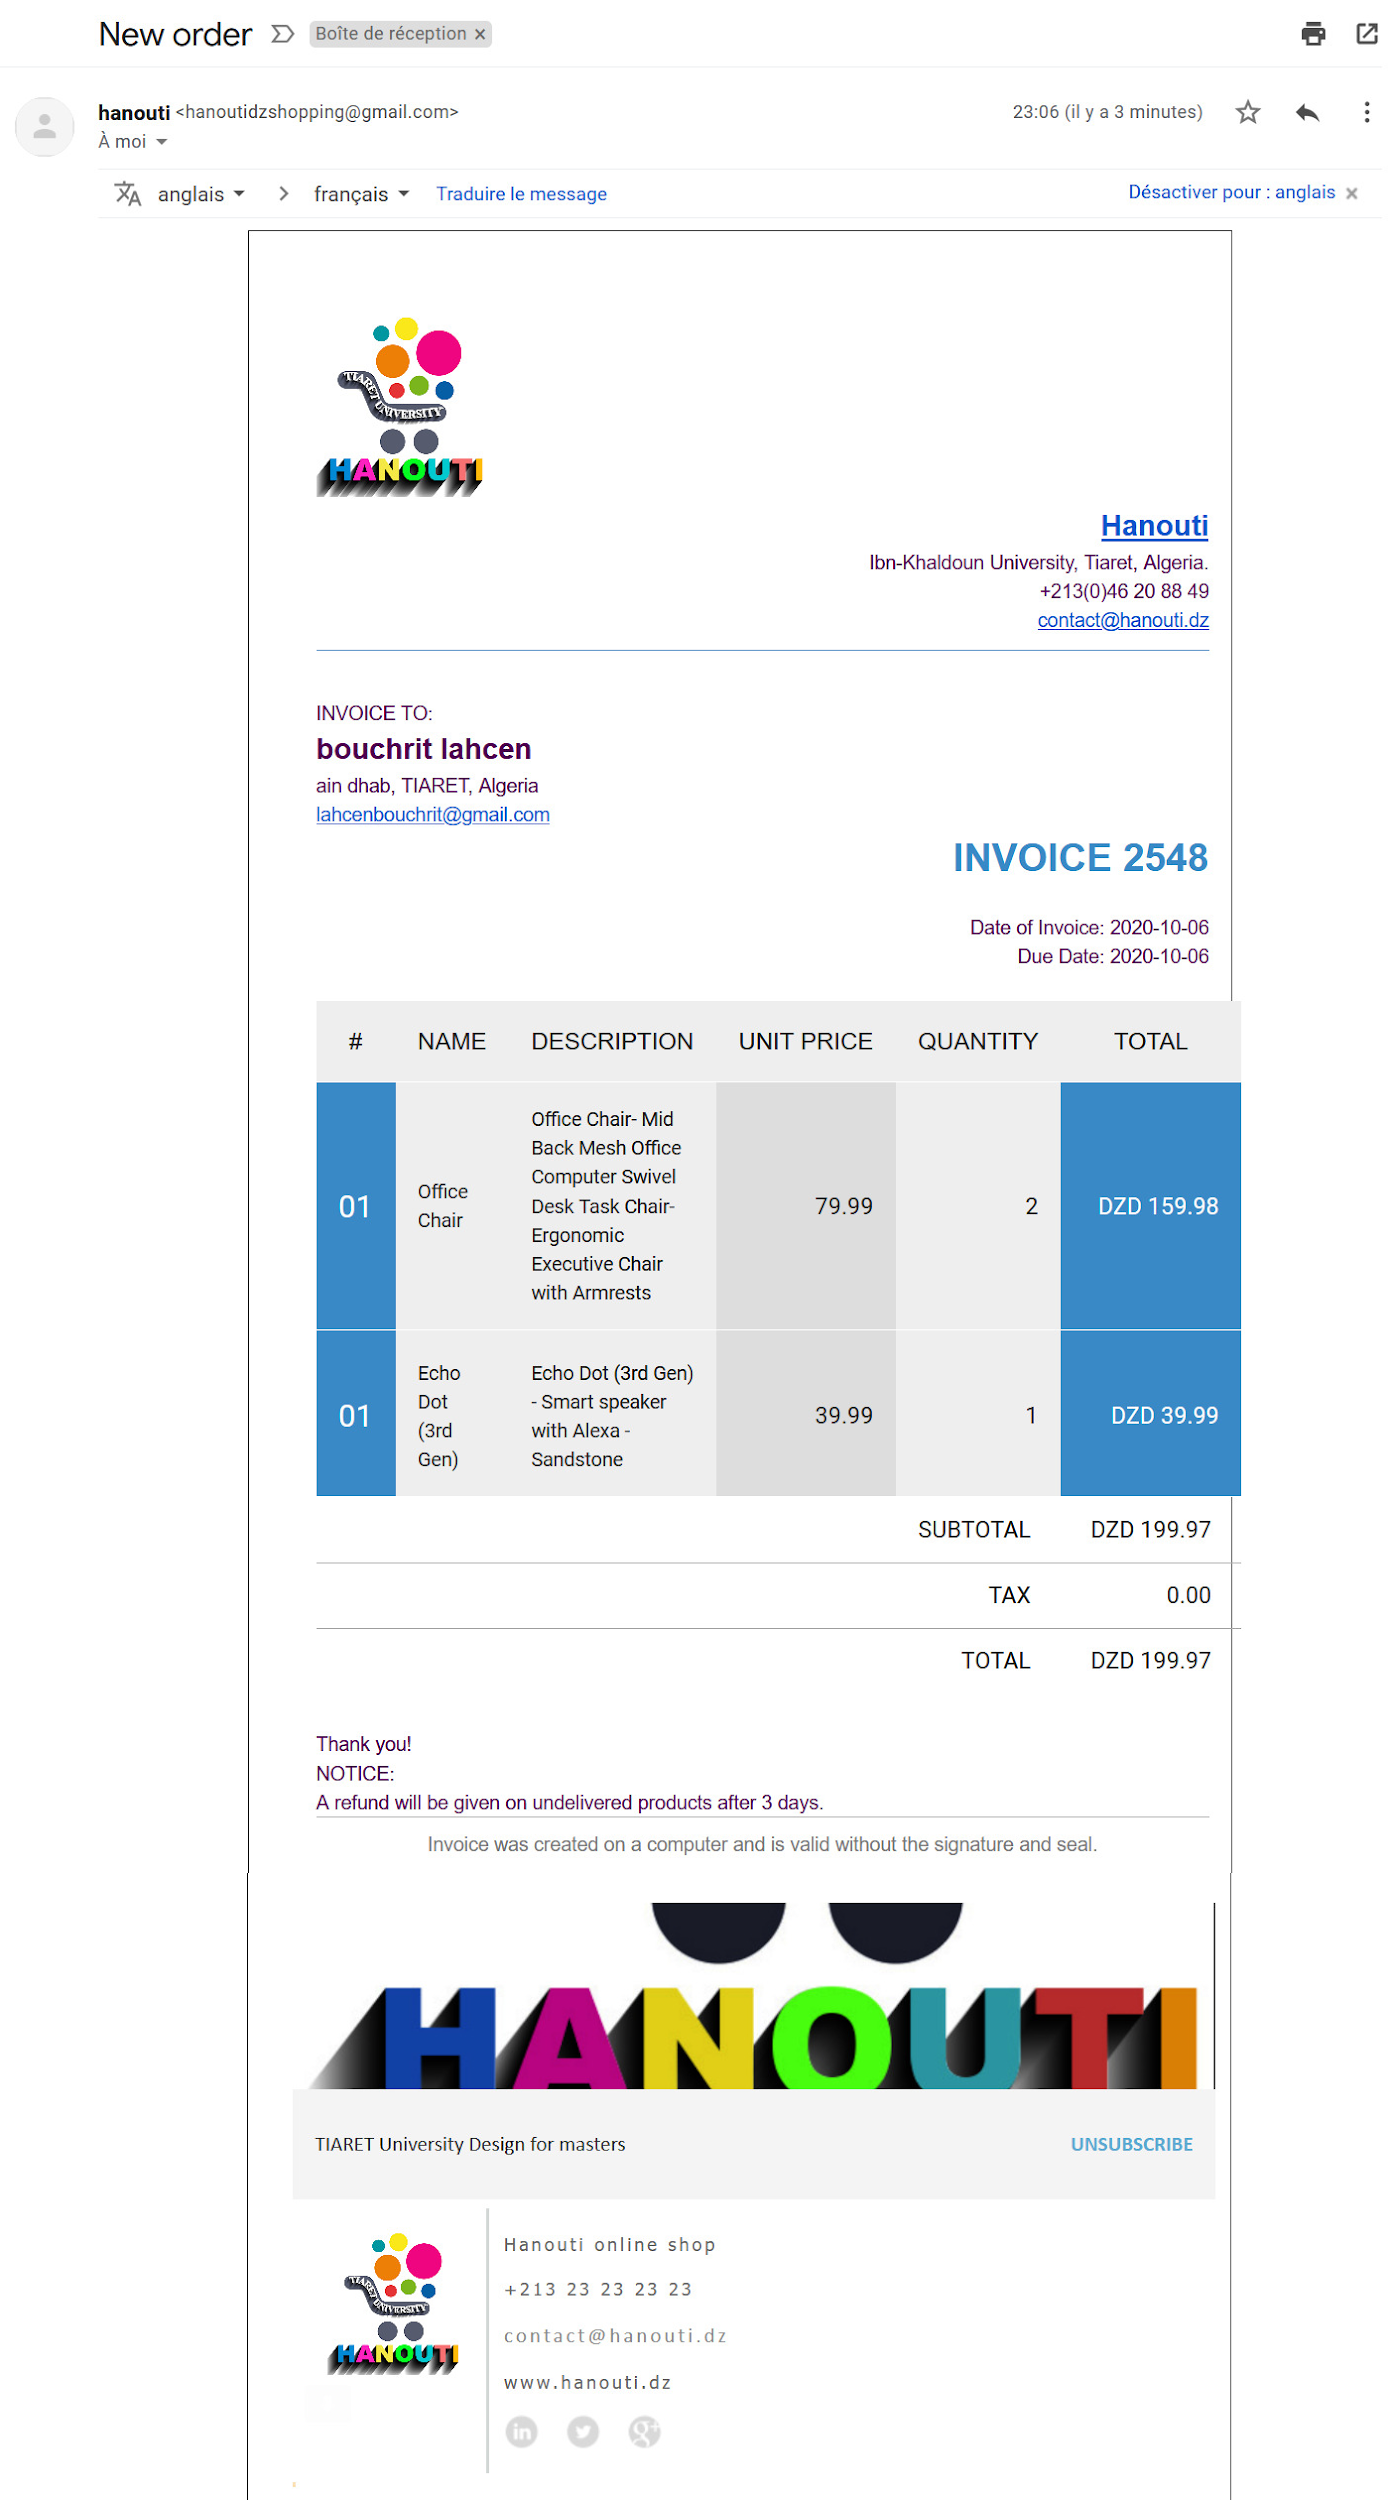 New order
Boîte de réception ×
hanouti <hanoutidzshopping@gmail.com>
23:06 (il y a 3 minutes)
À moi
anglais > français Traduire le message
Désactiver pour : anglais ×
TIARET UNIVERSITY
HANOUTI
Hanouti
Ibn-Khaldoun University, Tiaret, Algeria.
+213(0)46 20 88 49
contact@hanouti.dz
INVOICE TO:
bouchrit lahcen
ain dhab, TIARET, Algeria
lahcenbouchrit@gmail.com
INVOICE 2548
Date of Invoice: 2020-10-06
Due Date: 2020-10-06
# NAME DESCRIPTION UNIT PRICE QUANTITY TOTAL
01
Office
Chair
Office Chair- Mid
Back Mesh Office
Computer Swivel
Desk Task Chair-
Ergonomic
Executive Chair
with Armrests
79.99
2
DZD 159.98
01
Echo
Dot
(3rd
Gen)
Echo Dot (3rd Gen)
- Smart speaker
with Alexa -
Sandstone
39.99
1
DZD 39.99
SUBTOTAL DZD 199.97
TAX 0.00
TOTAL DZD 199.97
Thank you!
NOTICE:
A refund will be given on undelivered products after 3 days.
Invoice was created on a computer and is valid without the signature and seal.
HANOUTI
TIARET University Design for masters
UNSUBSCRIBE
TIARET UNIVERSITY
HANOUTI
Hanouti online shop
+213 23 23 23 23
contact@hanouti.dz
www.hanouti.dz
in
g+